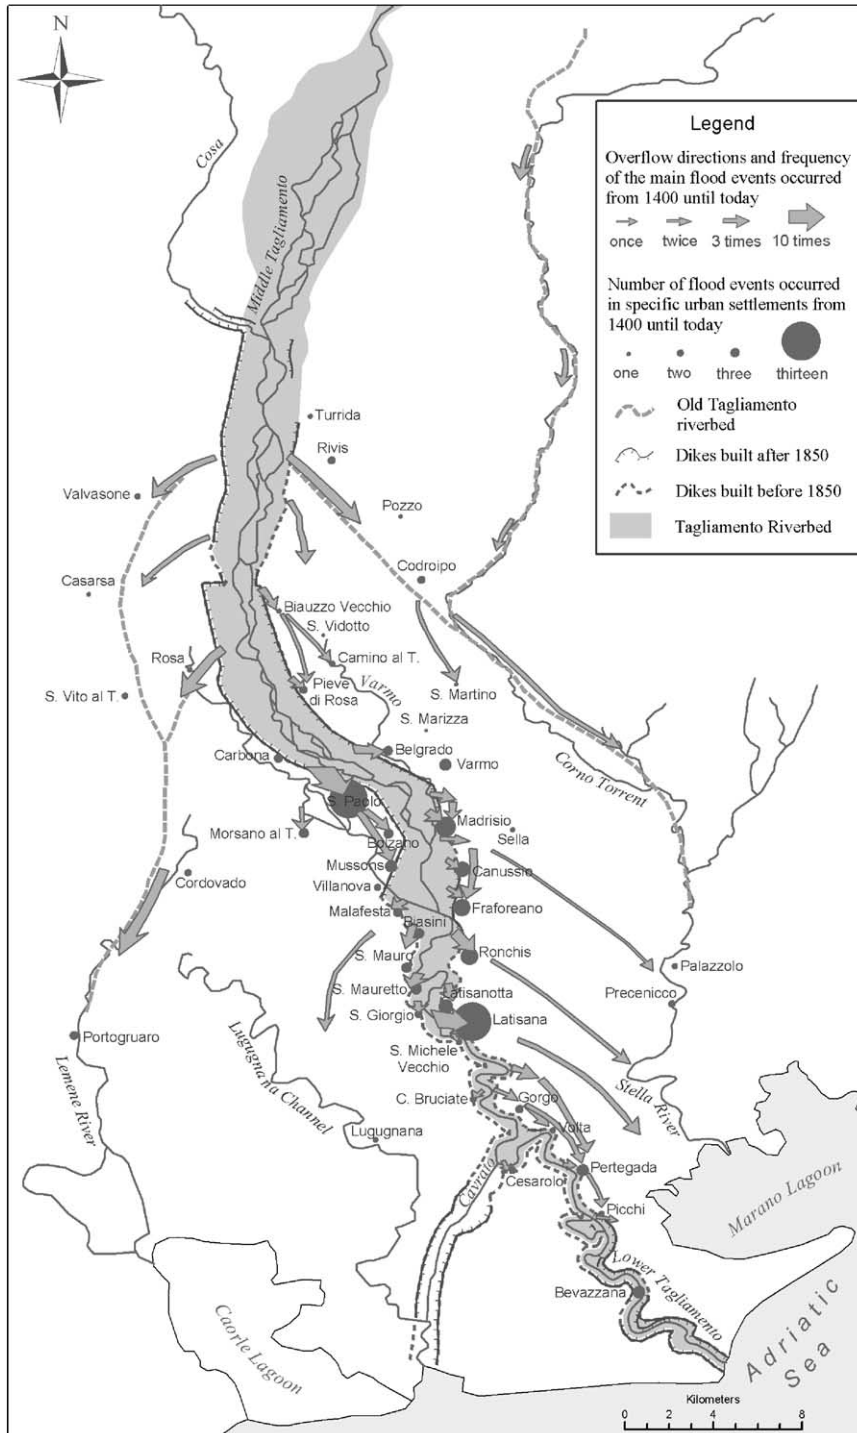 N
Cosa
Middle Tagliamento
Legend
Overflow directions and frequency
of the main flood events occurred
from 1400 until today
once twice 3 times 10 times
Number of flood events occurred
in specific urban settlements from
1400 until today
one two three thirteen
Old Tagliamento
riverbed
Dikes built after 1850
Dikes built before 1850
Tagliamento Riverbed
Turrida
Rivis
Valvasone
Pozzo
Casarsa
Codroipo
Biauzzo Vecchio
S. Vidotto
Rosa
Camino al T.
Varmo
S. Vito al T.
Pieve
di Rosa
S. Martino
S. Marizza
Carbona
Belgrado
Varmo
Corno Torrent
S. Paolo
Morsano al T.
Bolzano
Madrisio
Sella
Mussons
Canussio
Cordovado
Villanova
Malafesta
Fraforeano
Biasini
S. Mauro
Ronchis
Palazzolo
S. Mauretto
Latisanotta
Precenicco
S. Giorgio
Latisana
Portogruaro
S. Michele
Vecchio
Lemene River
Lugugnana Channel
C. Bruciate
Gorgo
Stella River
Lugugnana
Volta
Cavrato
Cesarolo
Pertegada
Marano Lagoon
Picchi
Lower Tagliamento
Bevazzana
Caorle Lagoon
Adriatic
Sea
Kilometers
0 2 4 8